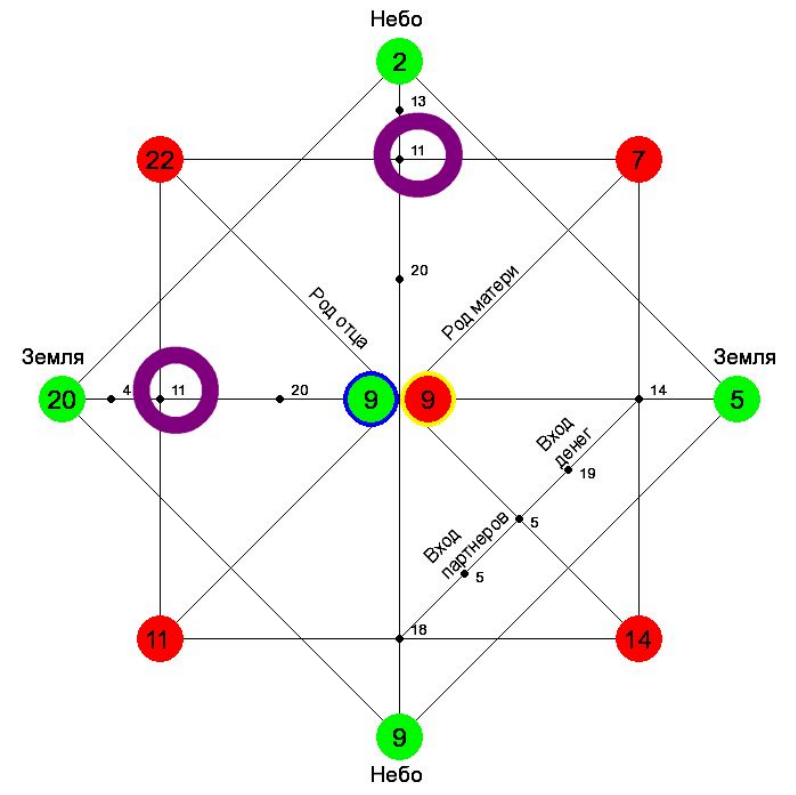 Небо
2
13
22
11
7
20
Род отца
Род матери
Земля
Земля
20
4
11
20
9
9
14
5
Вход
денег
19
Вход
партнеров
5
5
11
18
14
9
Небо